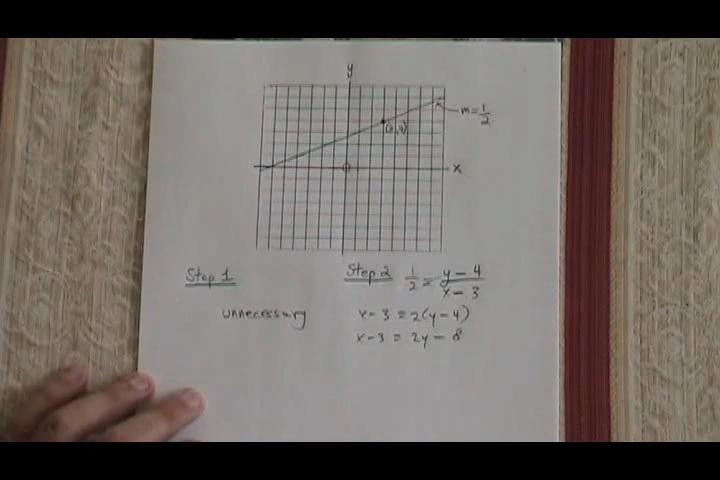 y
m = 1/2
(3,4)
x
0
Step 1
Step 2
1/2 = y - 4 / x - 3
unnecessary
x - 3 = 2(y - 4)
x - 3 = 2y - 8